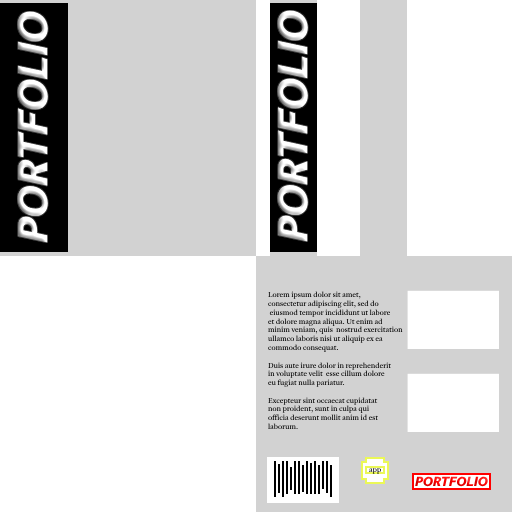 PORTFOLIO
PORTFOLIO
Lorem ipsum dolor sit amet,
consectetur adipiscing elit, sed do
eiusmod tempor incididunt ut labore
et dolore magna aliqua. Ut enim ad
minim veniam, quis nostrud exercitation
ullamco laboris nisi ut aliquip ex ea
commodo consequat.
Duis aute irure dolor in reprehenderit
in voluptate velit esse cillum dolore
eu fugiat nulla pariatur.
Excepteur sint occaecat cupidatat
non proident, sunt in culpa qui
officia deserunt mollit anim id est
laborum.
app
PORTFOLIO